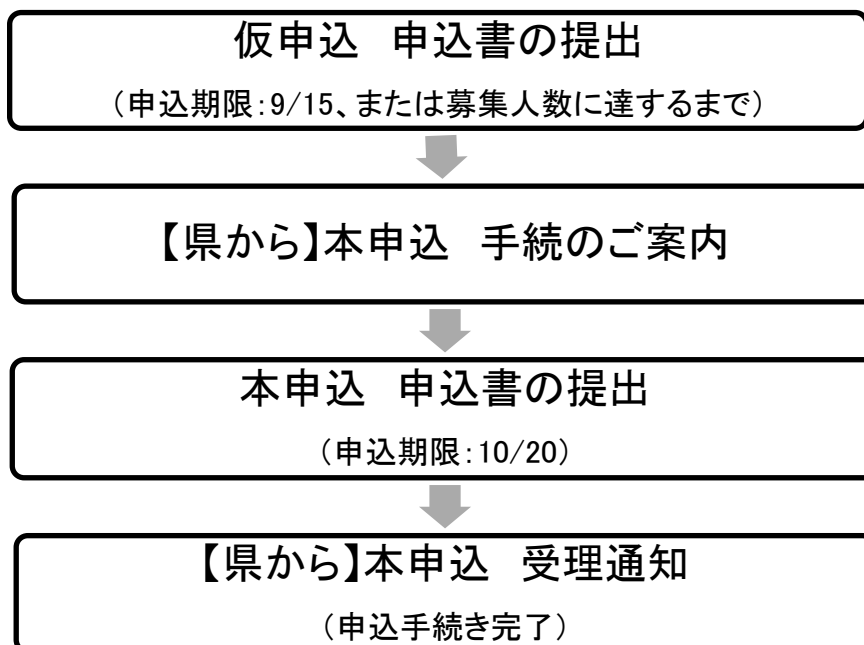 仮申込　申込書の提出
（申込期限：9/15、または募集人数に達するまで）
【県から】本申込　手続のご案内
本申込　申込書の提出
（申込期限：10/20）
【県から】本申込　受理通知
（申込手続き完了）